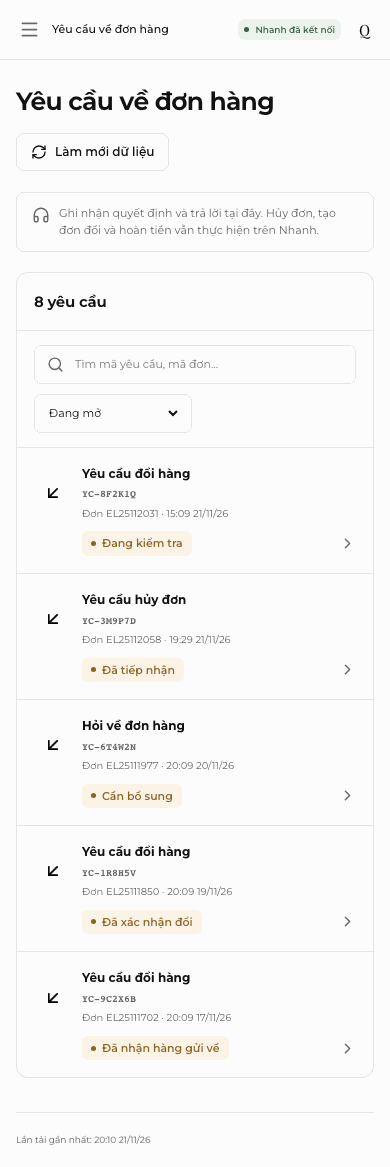 Yêu cầu về đơn hàng
Nhanh đã kết nối
Q
Yêu cầu về đơn hàng
Làm mới dữ liệu
Ghi nhận quyết định và trả lời tại đây. Hủy đơn, tạo
đơn đổi và hoàn tiền vẫn thực hiện trên Nhanh.
8 yêu cầu
Tìm mã yêu cầu, mã đơn...
Đang mở
Yêu cầu đổi hàng
YC-8F2K1Q
Đơn EL25112031 · 15:09 21/11/26
Đang kiểm tra
Yêu cầu hủy đơn
YC-3M9P7D
Đơn EL25112058 · 19:29 21/11/26
Đã tiếp nhận
Hỏi về đơn hàng
YC-6T4W2N
Đơn EL25111977 · 20:09 20/11/26
Cần bổ sung
Yêu cầu đổi hàng
YC-1R8H5V
Đơn EL25111850 · 20:09 19/11/26
Đã xác nhận đổi
Yêu cầu đổi hàng
YC-9C2X6B
Đơn EL25111702 · 20:09 17/11/26
Đã nhận hàng gửi về
Lần tải gần nhất: 20:10 21/11/26